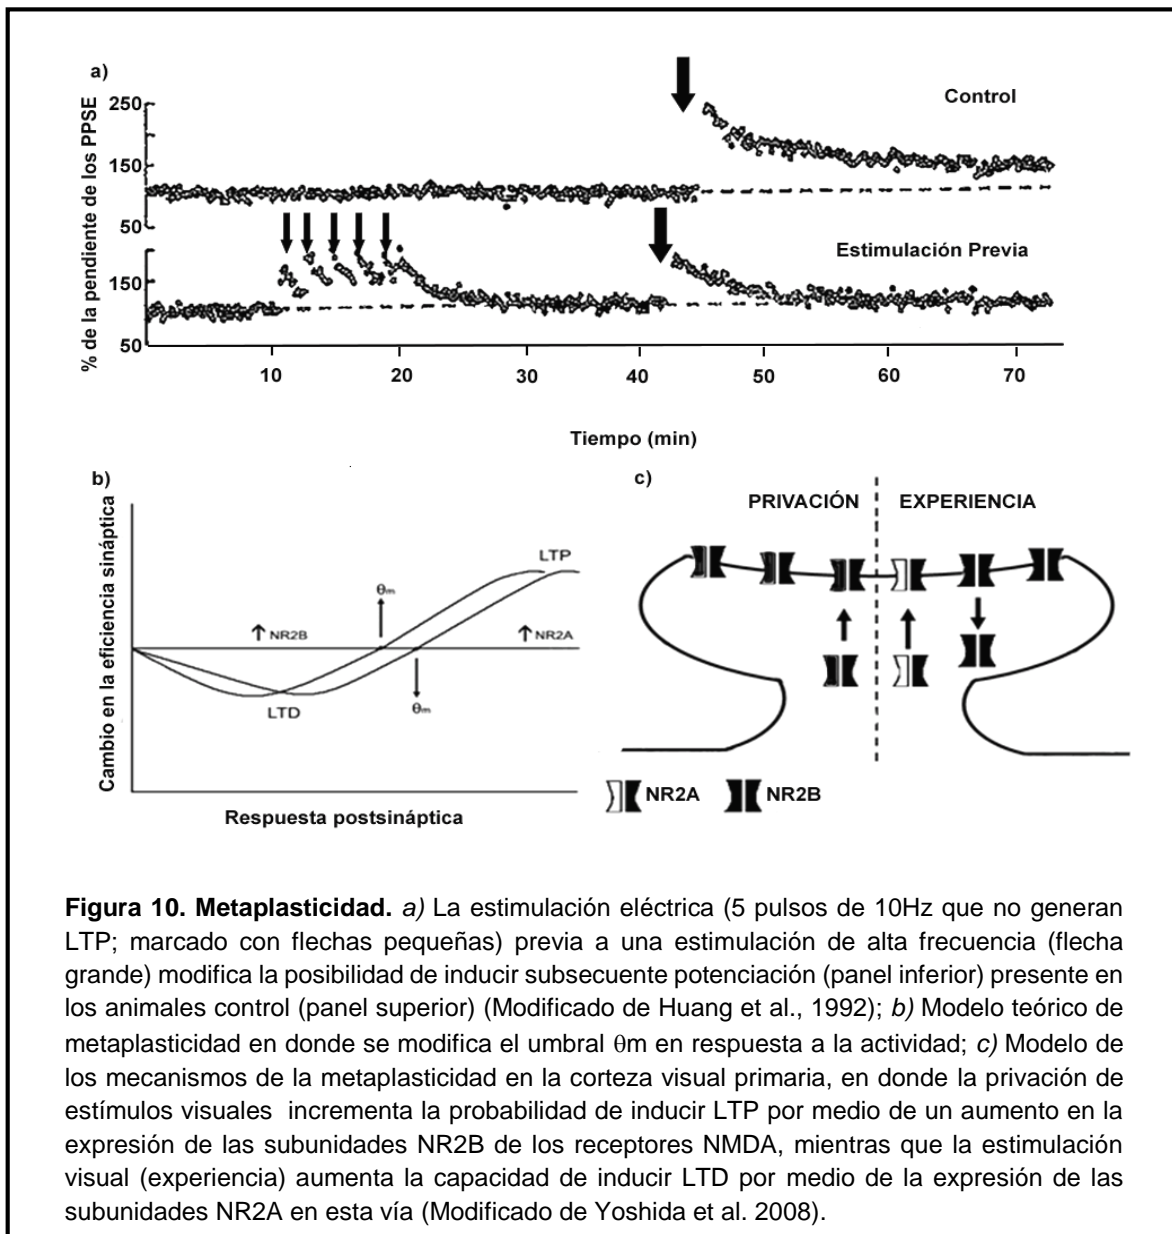 a)
% de la pendiente de los PPSE
250
150
50
Control
150
50
Estimulación Previa
10 20 30 40 50 60 70
Tiempo (min)
b)
Cambio en la eficiencia sináptica
LTP
θm
↑ NR2B
↑ NR2A
LTD
θm
Respuesta postsináptica
c)
PRIVACIÓN EXPERIENCIA
NR2A NR2B
Figura 10. Metaplasticidad. a) La estimulación eléctrica (5 pulsos de 10Hz que no generan
LTP; marcado con flechas pequeñas) previa a una estimulación de alta frecuencia (flecha
grande) modifica la posibilidad de inducir subsecuente potenciación (panel inferior) presente en
los animales control (panel superior) (Modificado de Huang et al., 1992); b) Modelo teórico de
metaplasticidad en donde se modifica el umbral θm en respuesta a la actividad; c) Modelo de
los mecanismos de la metaplasticidad en la corteza visual primaria, en donde la privación de
estímulos visuales incrementa la probabilidad de inducir LTP por medio de un aumento en la
expresión de las subunidades NR2B de los receptores NMDA, mientras que la estimulación
visual (experiencia) aumenta la capacidad de inducir LTD por medio de la expresión de las
subunidades NR2A en esta vía (Modificado de Yoshida et al. 2008).